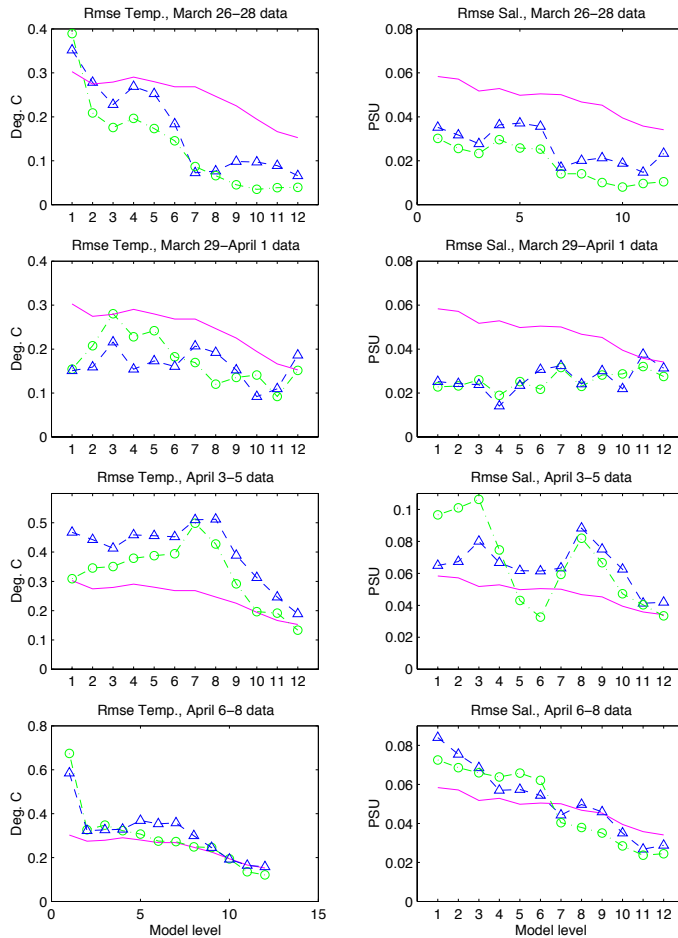 Rmse Temp., March 26−28 data
Deg. C
0.4
0.3
0.2
0.1
0
1 2 3 4 5 6 7 8 9 10 11 12
Rmse Sal., March 26−28 data
PSU
0.08
0.06
0.04
0.02
0
0 5 10
Rmse Temp., March 29−April 1 data
Deg. C
0.4
0.3
0.2
0.1
0
1 2 3 4 5 6 7 8 9 10 11 12
Rmse Sal., March 29−April 1 data
PSU
0.08
0.06
0.04
0.02
0
1 2 3 4 5 6 7 8 9 10 11 12
Rmse Temp., April 3−5 data
Deg. C
0.5
0.4
0.3
0.2
0.1
0
1 2 3 4 5 6 7 8 9 10 11 12
Rmse Sal., April 3−5 data
PSU
0.1
0.08
0.06
0.04
0.02
0
1 2 3 4 5 6 7 8 9 10 11 12
Rmse Temp., April 6−8 data
Deg. C
0.8
0.6
0.4
0.2
0
0 5 10 15
Model level
Rmse Sal., April 6−8 data
PSU
0.08
0.06
0.04
0.02
0
1 2 3 4 5 6 7 8 9 10 11 12
Model level